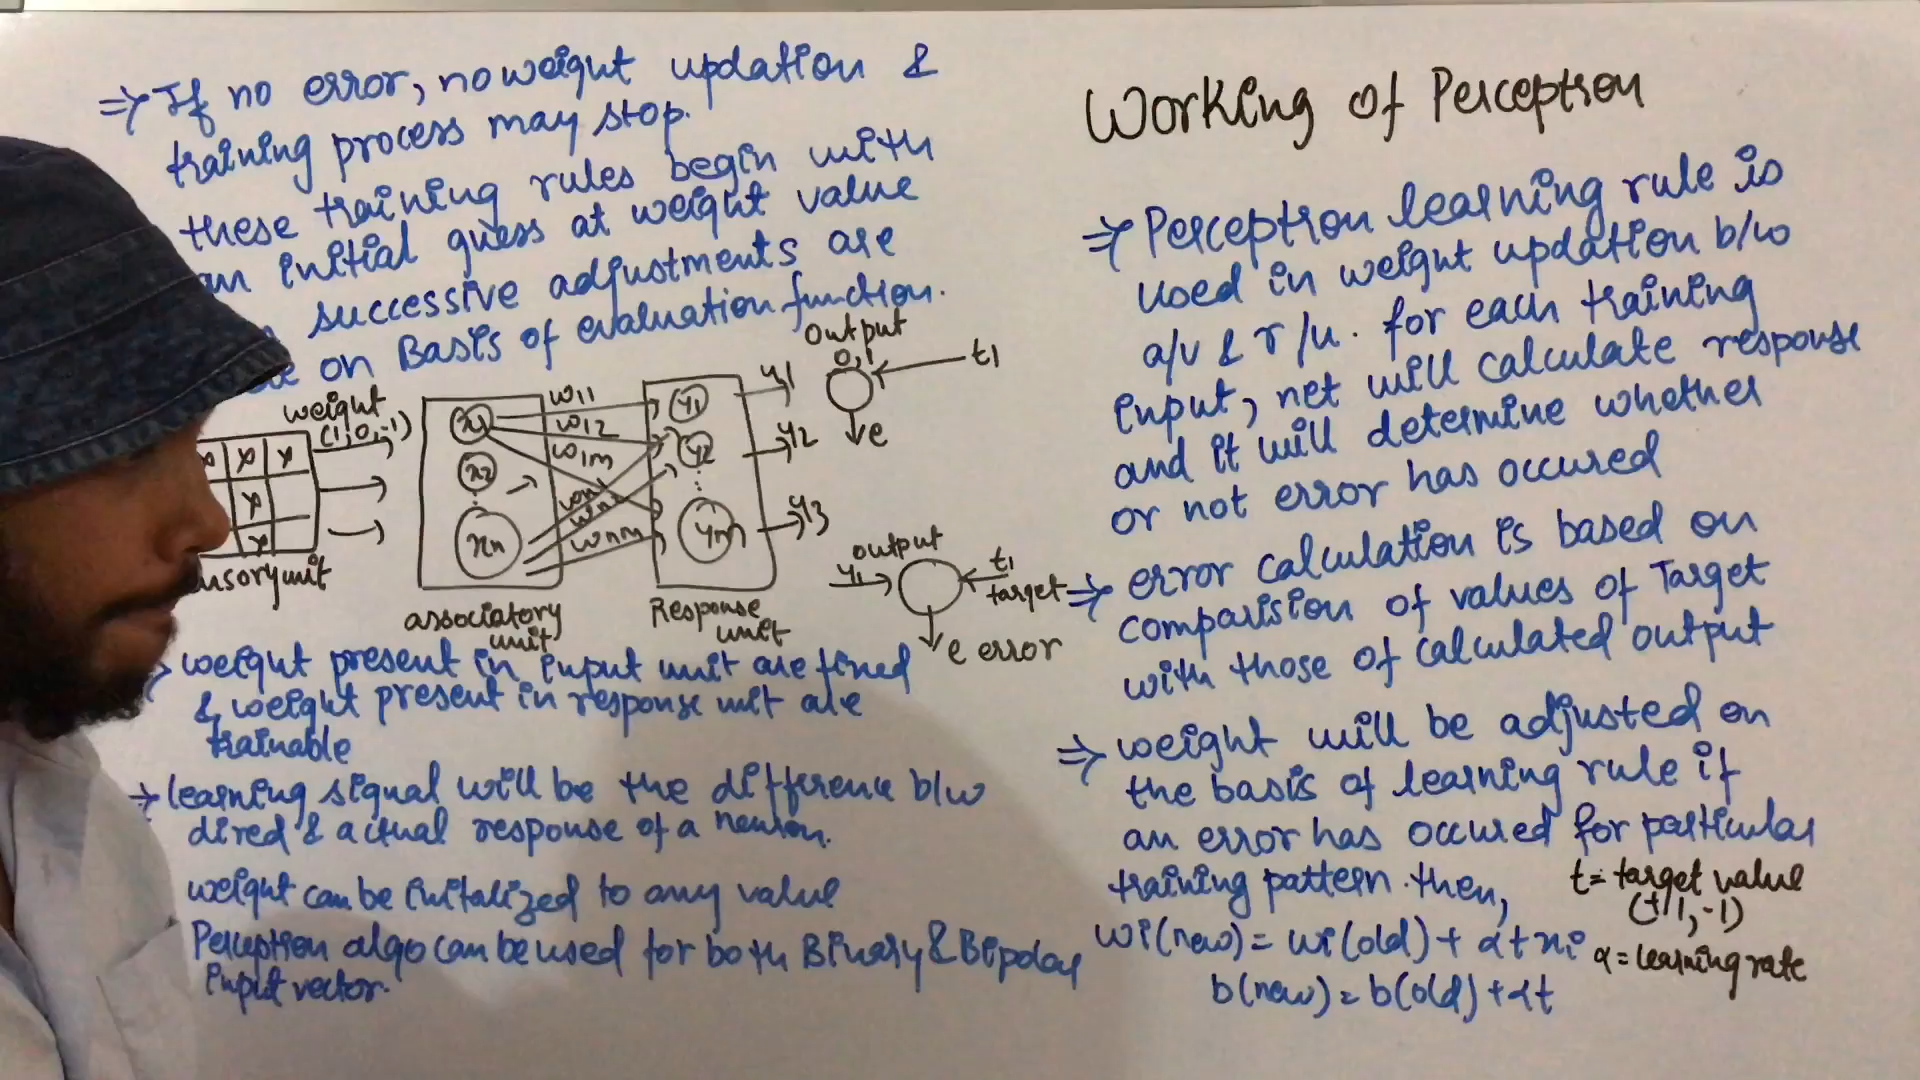 ⇒ If no error, no weight updation &
training process may stop.
these training rules begin with
an initial guess at weight value
successive adjustments are
on Basis of evaluation function.
weight
(1, 0, -1)
x x
x
x
unit
x1
x2
xn
associatory
unit
w11
w12
w1m
wnm
y1
y2
ym
Response
unit
y1
y2
y3
output
0, 1
t1
e
output
y1
t1
target
e error
weight present in input unit are fixed
& weight present in response unit are
trainable
→ learning signal will be the difference b/w
dired & actual response of a neuron.
weight can be initalized to any value
Perceptron algo can be used for both Binary & Bipolar
input vector.
Working of Perceptron
⇒ Perceptron learning rule is
used in weight updation b/w
a/u & r/u. for each training
input, net will calculate response
and it will determine whether
or not error has occured
⇒ error calculation is based on
comparision of values of Target
with those of calculated output
⇒ weight will be adjusted on
the basis of learning rule if
an error has occured for particular
training pattern. then,
wi(new) = wi(old) + αtxi
b(new) = b(old) + αt
t = target value
(+1, -1)
α = learning rate